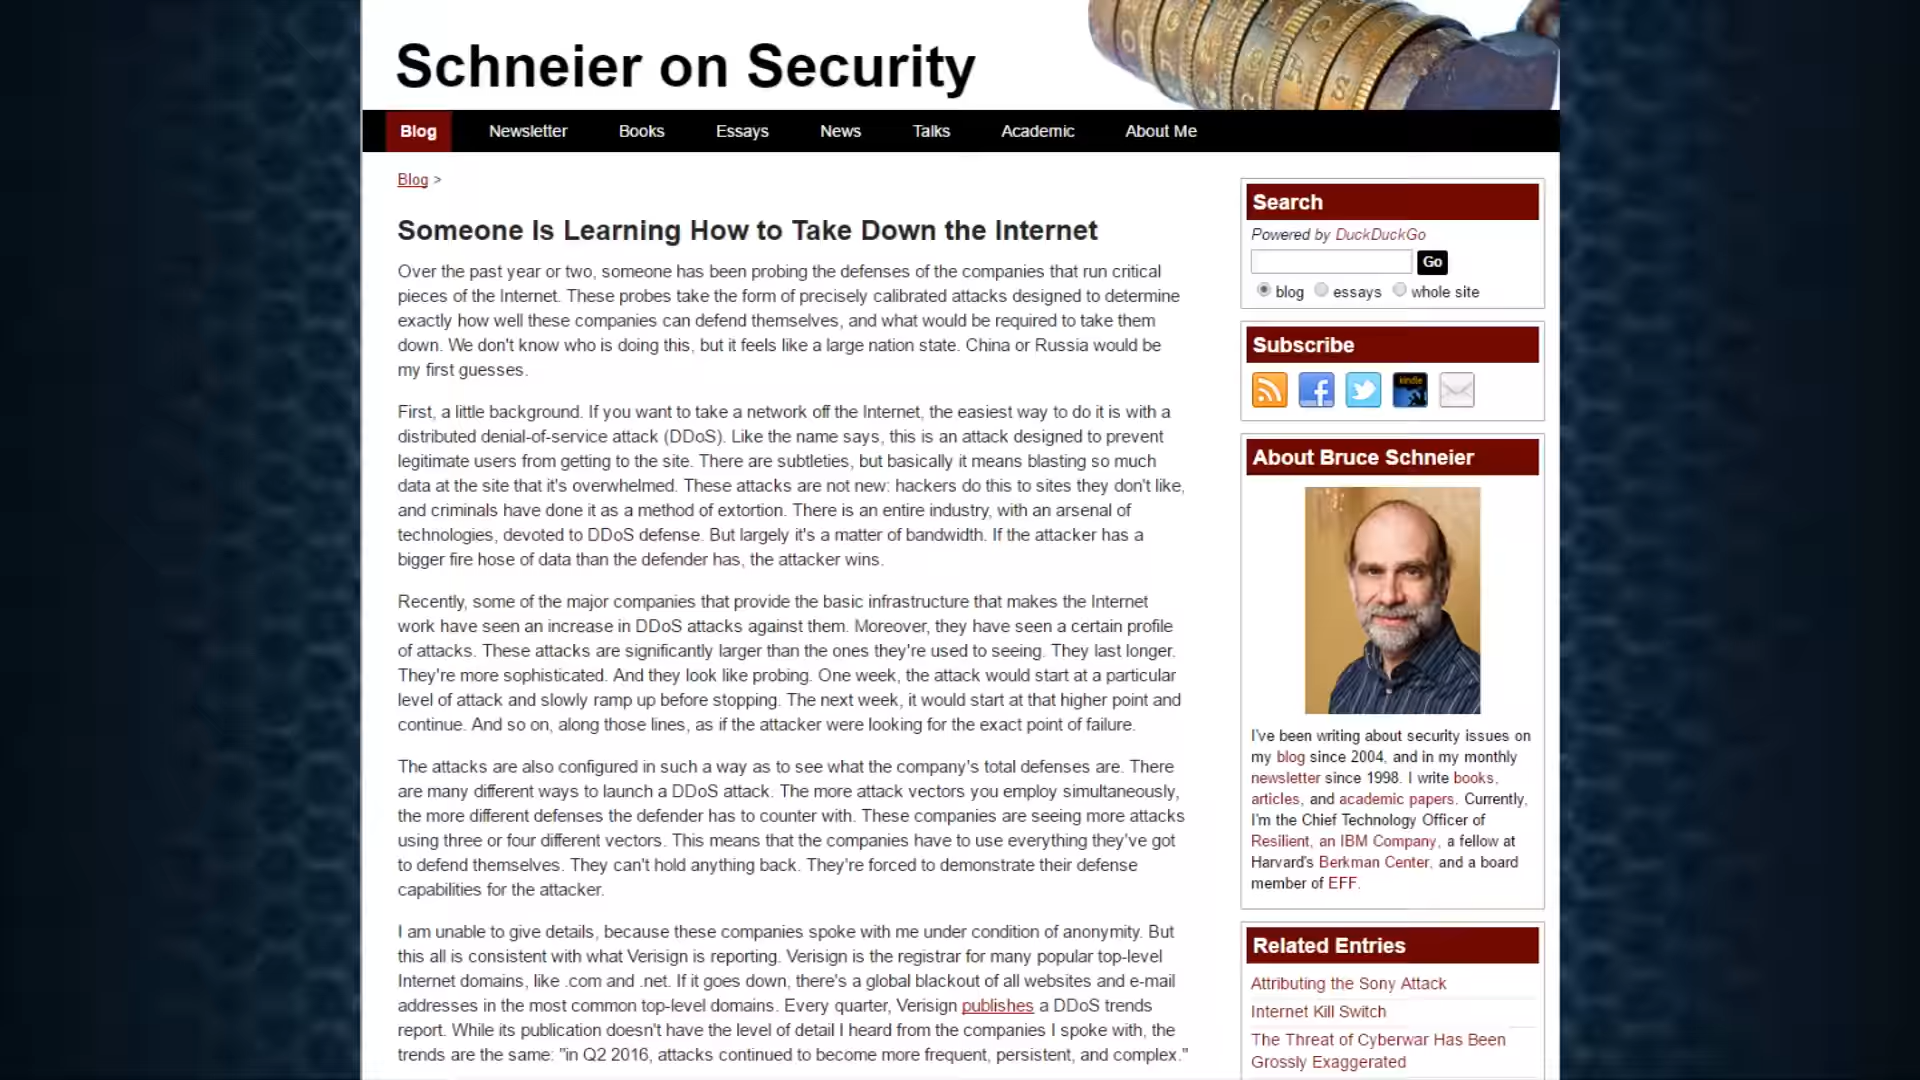 Schneier on Security
Blog Newsletter Books Essays News Talks Academic About Me
Blog >
Someone Is Learning How to Take Down the Internet
Over the past year or two, someone has been probing the defenses of the companies that run critical
pieces of the Internet. These probes take the form of precisely calibrated attacks designed to determine
exactly how well these companies can defend themselves, and what would be required to take them
down. We don't know who is doing this, but it feels like a large nation state. China or Russia would be
my first guesses.
First, a little background. If you want to take a network off the Internet, the easiest way to do it is with a
distributed denial-of-service attack (DDoS). Like the name says, this is an attack designed to prevent
legitimate users from getting to the site. There are subtleties, but basically it means blasting so much
data at the site that it's overwhelmed. These attacks are not new: hackers do this to sites they don't like,
and criminals have done it as a method of extortion. There is an entire industry, with an arsenal of
technologies, devoted to DDoS defense. But largely it's a matter of bandwidth. If the attacker has a
bigger fire hose of data than the defender has, the attacker wins.
Recently, some of the major companies that provide the basic infrastructure that makes the Internet
work have seen an increase in DDoS attacks against them. Moreover, they have seen a certain profile
of attacks. These attacks are significantly larger than the ones they're used to seeing. They last longer.
They're more sophisticated. And they look like probing. One week, the attack would start at a particular
level of attack and slowly ramp up before stopping. The next week, it would start at that higher point and
continue. And so on, along those lines, as if the attacker were looking for the exact point of failure.
The attacks are also configured in such a way as to see what the company's total defenses are. There
are many different ways to launch a DDoS attack. The more attack vectors you employ simultaneously,
the more different defenses the defender has to counter with. These companies are seeing more attacks
using three or four different vectors. This means that the companies have to use everything they've got
to defend themselves. They can't hold anything back. They're forced to demonstrate their defense
capabilities for the attacker.
I am unable to give details, because these companies spoke with me under condition of anonymity. But
this all is consistent with what Verisign is reporting. Verisign is the registrar for many popular top-level
Internet domains, like .com and .net. If it goes down, there's a global blackout of all websites and e-mail
addresses in the most common top-level domains. Every quarter, Verisign publishes a DDoS trends
report. While its publication doesn't have the level of detail I heard from the companies I spoke with, the
trends are the same: "in Q2 2016, attacks continued to become more frequent, persistent, and complex."
Search
Powered by DuckDuckGo
Go
blog essays whole site
Subscribe
kindle
About Bruce Schneier
I've been writing about security issues on
my blog since 2004, and in my monthly
newsletter since 1998. I write books,
articles, and academic papers. Currently,
I'm the Chief Technology Officer of
Resilient, an IBM Company, a fellow at
Harvard's Berkman Center, and a board
member of EFF.
Related Entries
Attributing the Sony Attack
Internet Kill Switch
The Threat of Cyberwar Has Been
Grossly Exaggerated